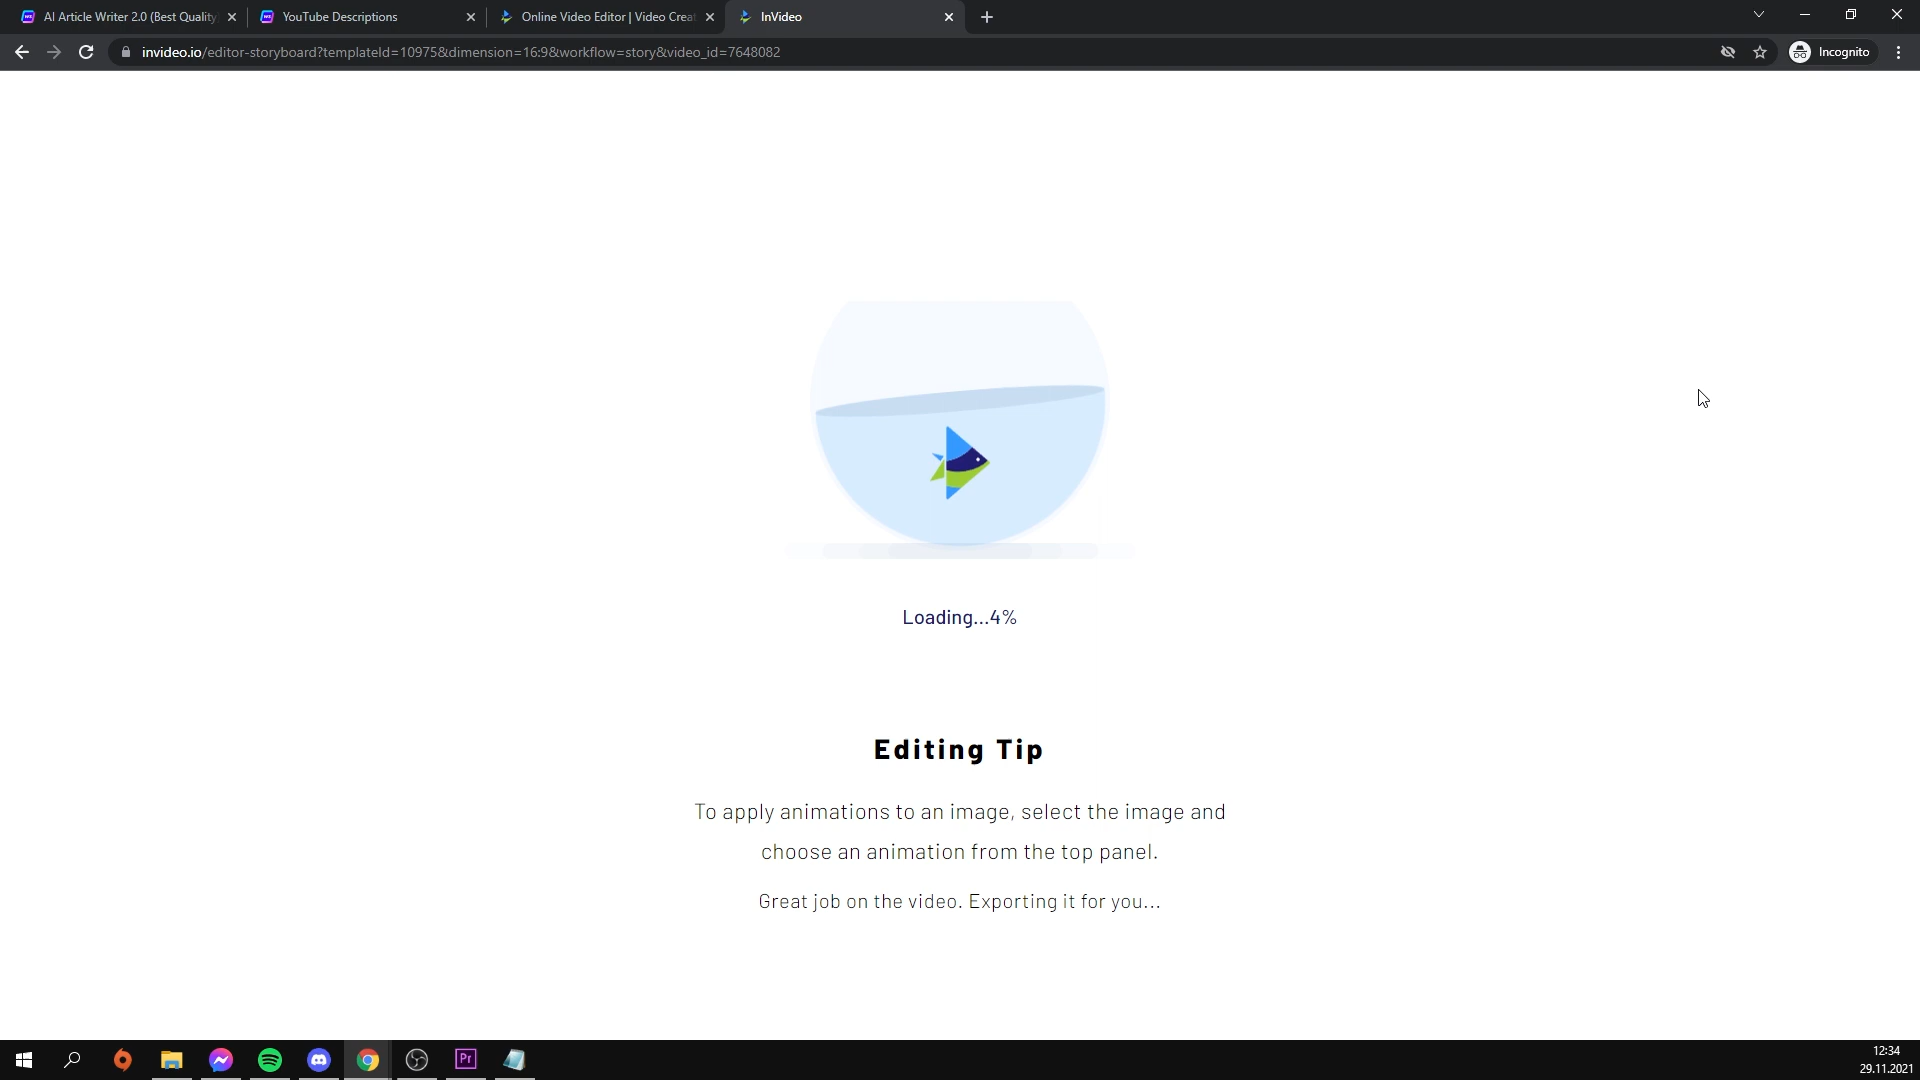 AI Article Writer 2.0 (Best Quality
YouTube Descriptions
Online Video Editor | Video Crea
InVideo
invideo.io/editor-storyboard?templateId=10975&dimension=16:9&workflow=story&video_id=7648082
Incognito
Loading...4%
Editing Tip
To apply animations to an image, select the image and
choose an animation from the top panel.
Great job on the video. Exporting it for you...
Pr
12:34
29.11.2021